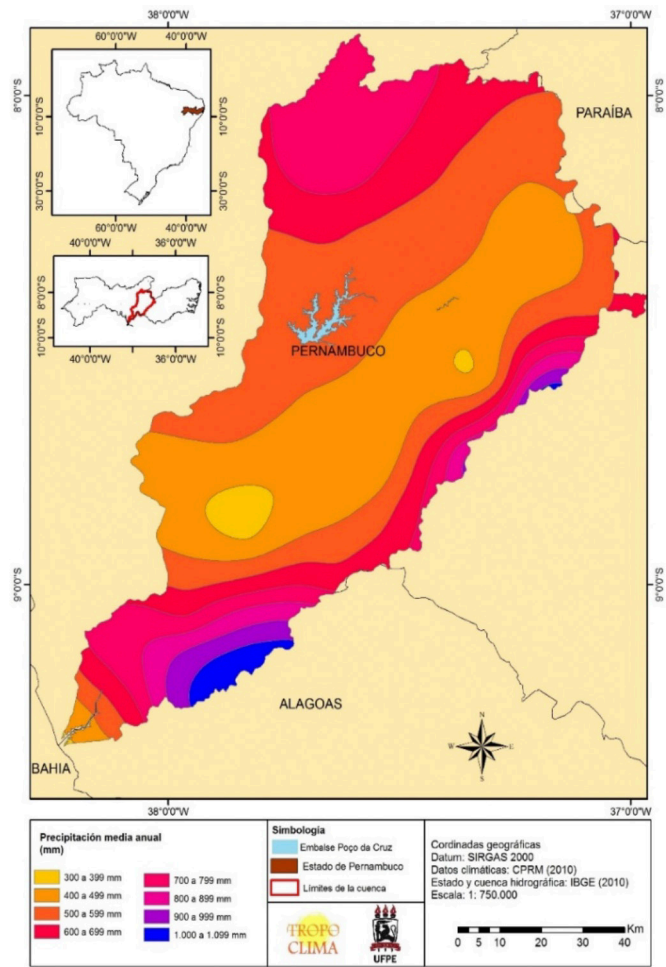 38°0'0"W 37°0'0"W
60°0'0"W 40°0'0"W
10°0'0"S
30°0'0"S
60°0'0"W 40°0'0"W
40°0'0"W 36°0'0"W
8°0'0"S 8°0'0"S
10°0'0"S 10°0'0"S
40°0'0"W 36°0'0"W
8°0'0"S 8°0'0"S
PARAÍBA
PERNAMBUCO
9°0'0"S 9°0'0"S
ALAGOAS
BAHIA
N
W E
S
38°0'0"W 37°0'0"W
Precipitación media anual
(mm)
300 a 399 mm
400 a 499 mm
500 a 599 mm
600 a 699 mm
700 a 799 mm
800 a 899 mm
900 a 999 mm
1.000 a 1.099 mm
Simbología
Embalse Poço da Cruz
Estado de Pernambuco
Límites de la cuenca
TROPO
CLIMA
UFPE
Cordinadas geográficas
Datum: SIRGAS 2000
Datos climáticas: CPRM (2010)
Estado y cuenca hidrográfica: IBGE (2010)
Escala: 1: 750.000
Km
0 5 10 20 30 40